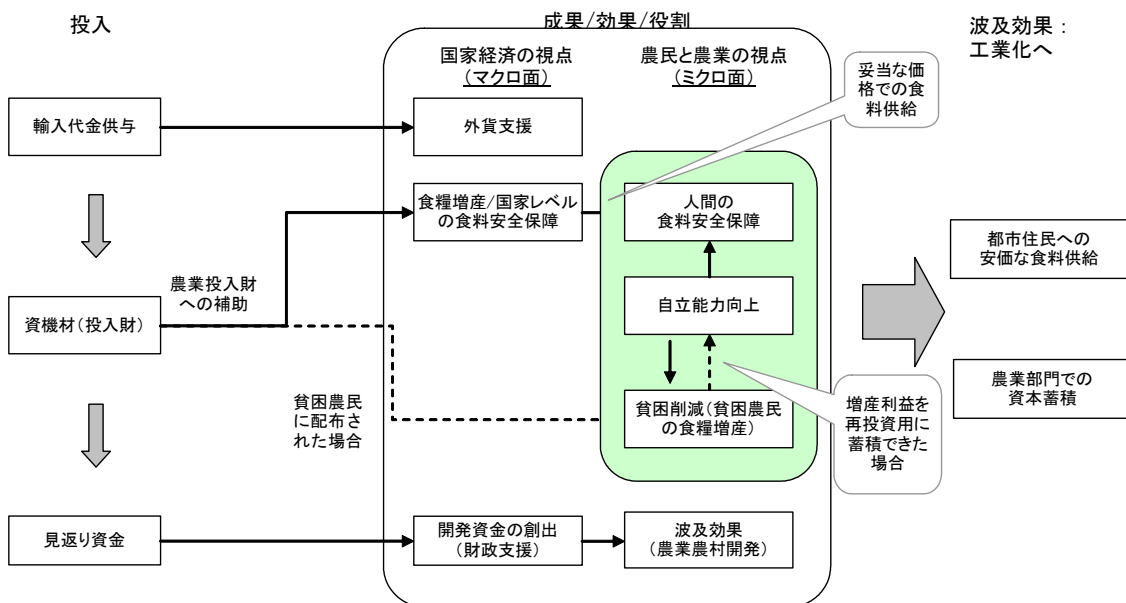 投入
成果/効果/役割
波及効果：
工業化へ
国家経済の視点
（マクロ面）
農民と農業の視点
（ミクロ面）
妥当な価
格での食
料供給
輸入代金供与
外貨支援
食糧増産/国家レベル
の食料安全保障
人間の
食料安全保障
都市住民への
安価な食料供給
農業投入財
への補助
資機材（投入財）
自立能力向上
農業部門での
資本蓄積
貧困農民
に配布さ
れた場合
貧困削減（貧困農民
の食糧増産）
増産利益を
再投資用に
蓄積できた
場合
見返り資金
開発資金の創出
（財政支援）
波及効果
（農業農村開発）